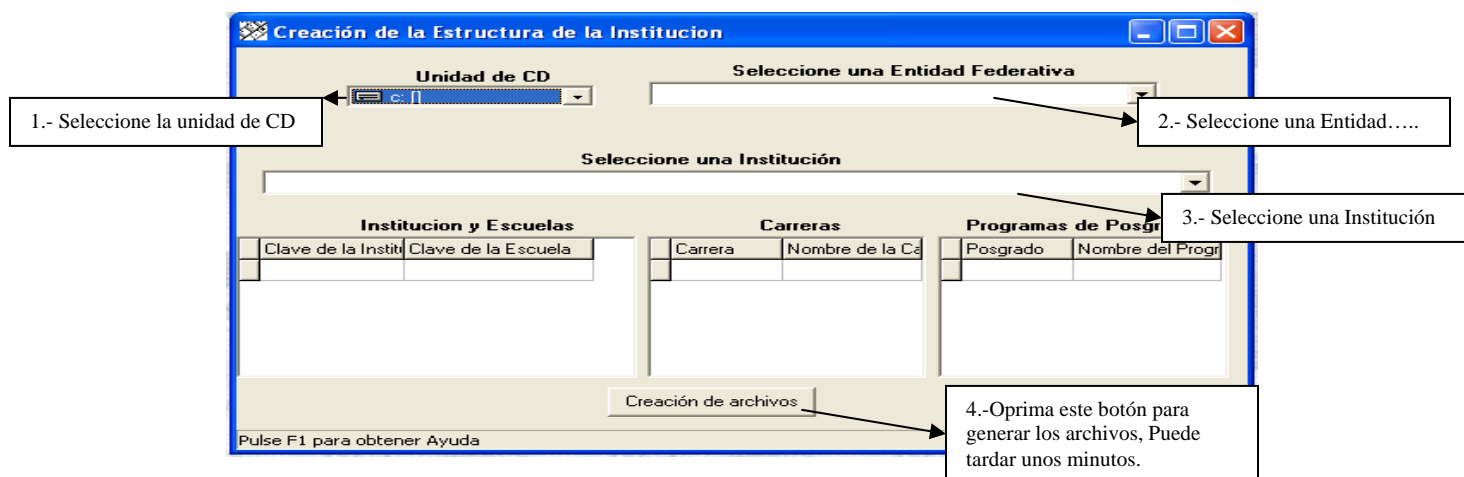 Creación de la Estructura de la Institucion
Unidad de CD
Seleccione una Entidad Federativa
c: []
1.- Seleccione la unidad de CD
2.- Seleccione una Entidad…..
Seleccione una Institución
3.- Seleccione una Institución
Institucion y Escuelas
Carreras
Programas de Posgr
Clave de la Institu Clave de la Escuela
Carrera Nombre de la Ca
Posgrado Nombre del Progr
Creación de archivos
4.-Oprima este botón para
generar los archivos, Puede
tardar unos minutos.
Pulse F1 para obtener Ayuda